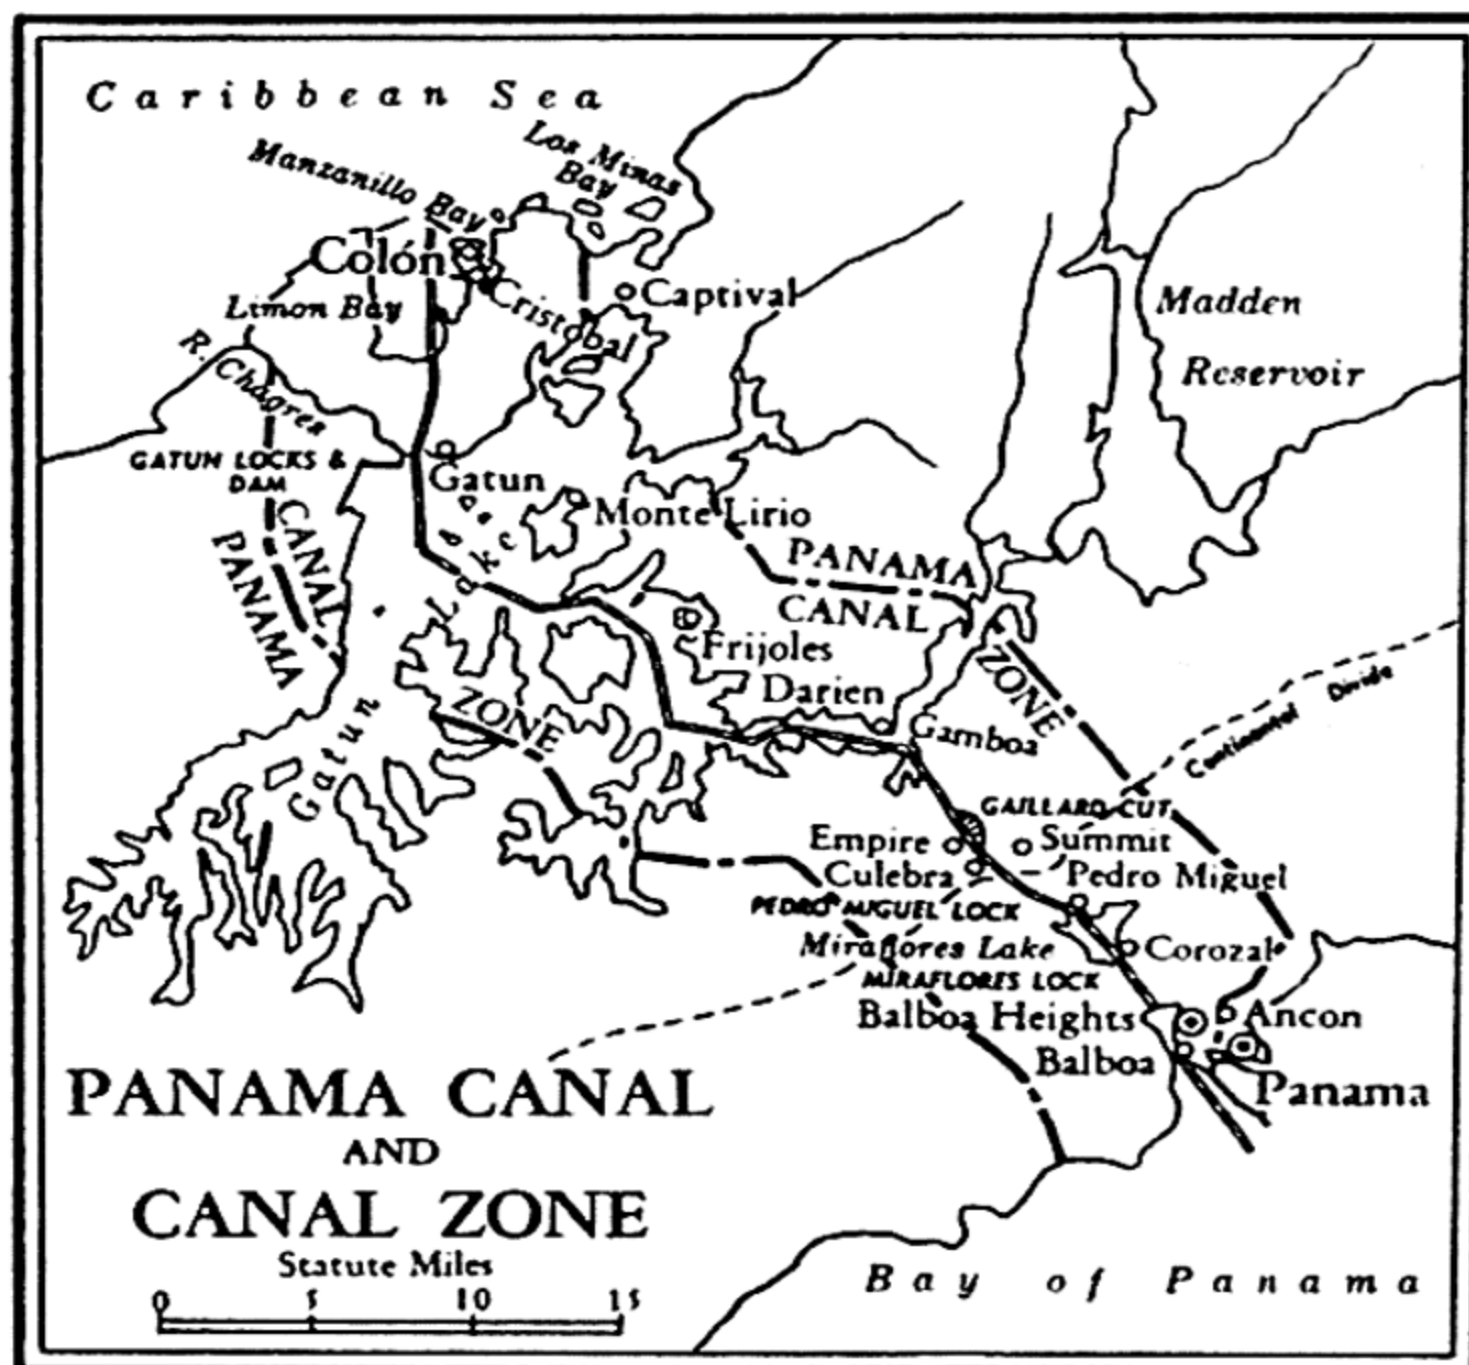 Caribbean Sea
Manzanillo Bay
Los Minas
Bay
Colón
Cristobal
Captival
Limon Bay
R. Chagres
Madden
Reservoir
GATUN LOCKS &
DAM
Gatun
Monte Lirio
CANAL
PANAMA
PANAMA
CANAL
ZONE
Gatun Lake
Frijoles
Darien
Gamboa
ZONE
Continental Divide
GAILLARD CUT
Empire
Summit
Culebra
Pedro Miguel
PEDRO MIGUEL LOCK
Miraflores Lake
Corozal
MIRAFLORES LOCK
Balboa Heights
Ancon
Balboa
Panama
PANAMA CANAL
AND
CANAL ZONE
Statute Miles
0 5 10 15
Bay of Panama